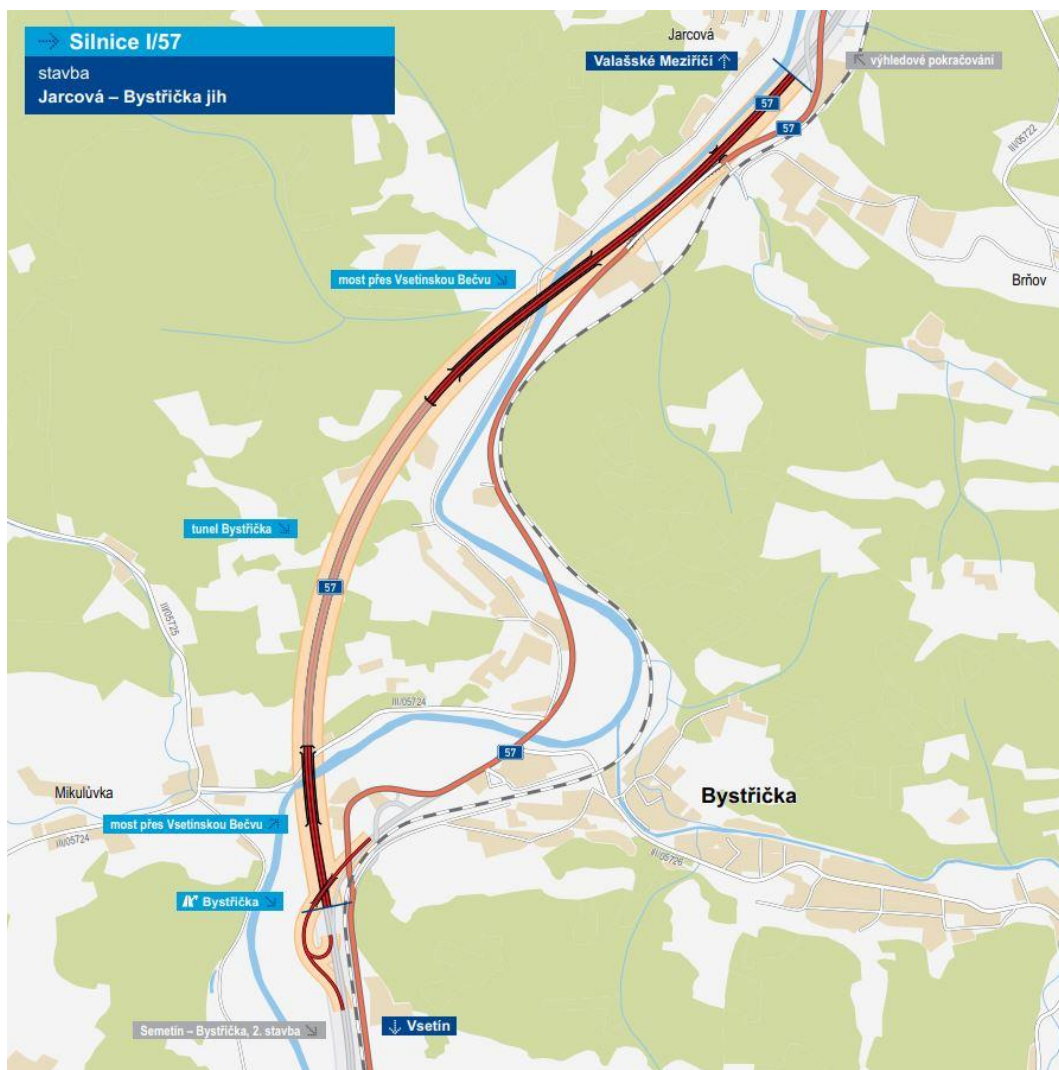 Silnice I/57
stavba
Jarcová – Bystřička jih
Jarcová
Valašské Meziříčí
výhledové pokračování
57
57
III/05722
most přes Vsetínskou Bečvu
Brňov
tunel Bystřička
57
III/05725
III/05724
57
Mikulůvka
Bystřička
most přes Vsetínskou Bečvu
III/05724
III/05726
Bystřička
Semetín – Bystřička, 2. stavba
Vsetín